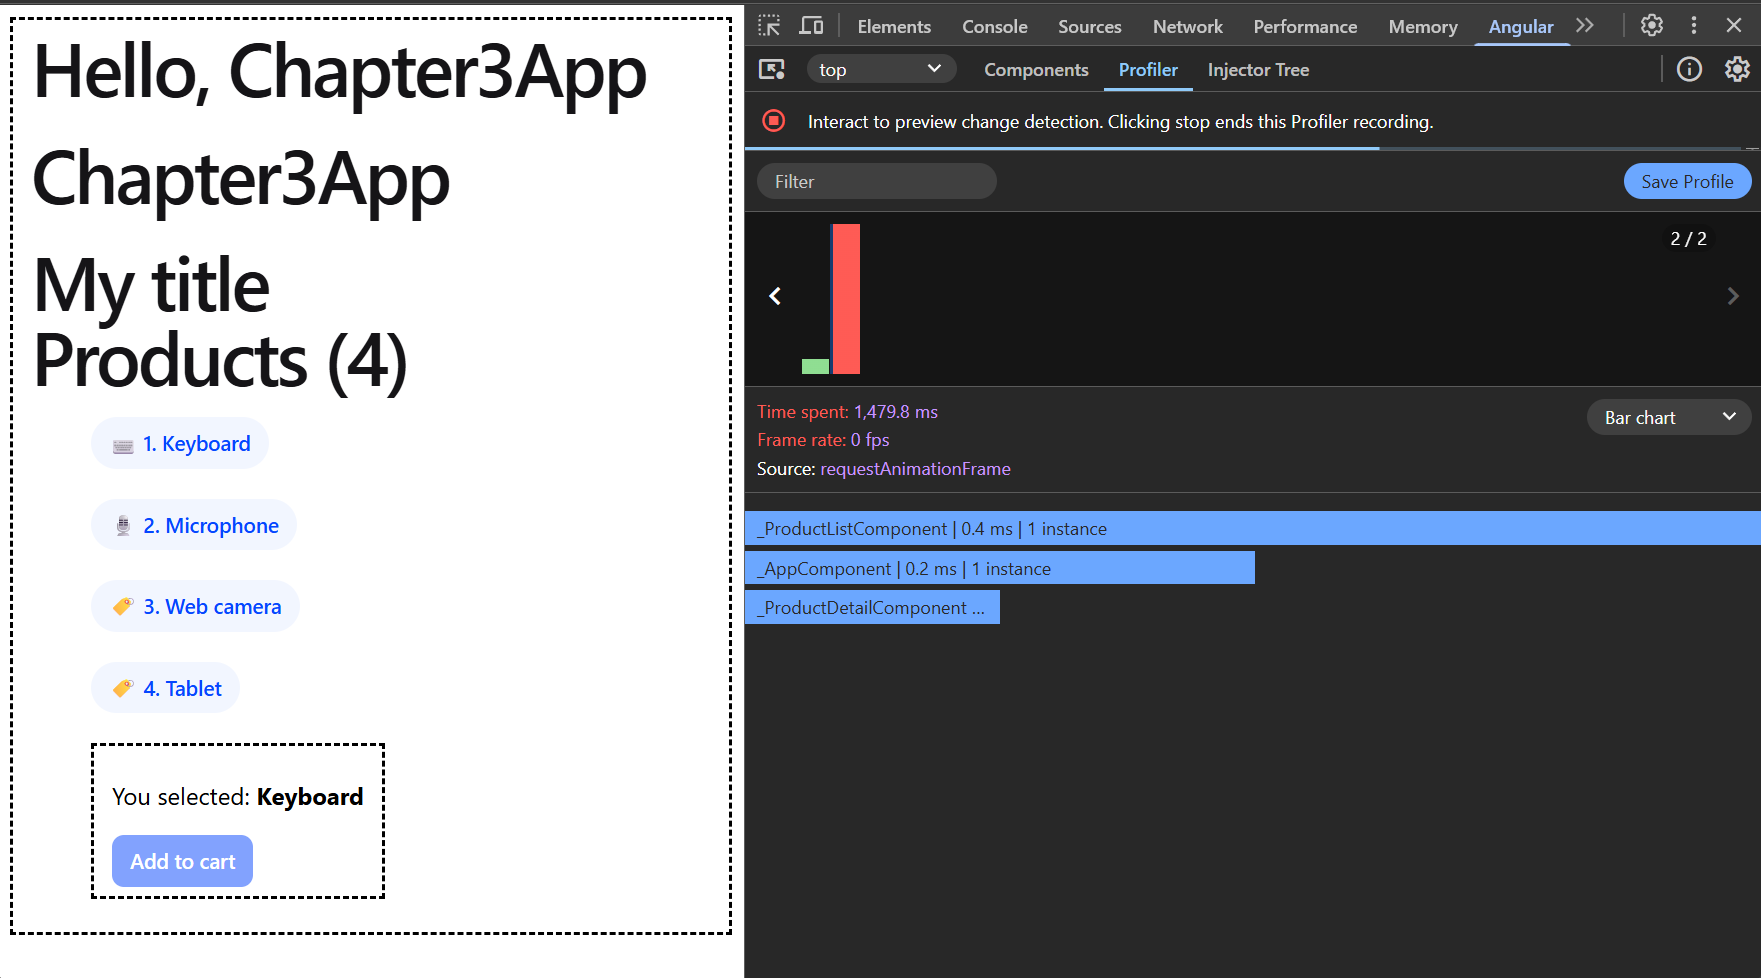 Hello, Chapter3App
Chapter3App
My title
Products (4)
1. Keyboard
2. Microphone
3. Web camera
4. Tablet
You selected: Keyboard
Add to cart
Elements Console Sources Network Performance Memory Angular
top Components Profiler Injector Tree
Interact to preview change detection. Clicking stop ends this Profiler recording.
Filter Save Profile
2 / 2
Time spent: 1,479.8 ms
Bar chart
Frame rate: 0 fps
Source: requestAnimationFrame
_ProductListComponent | 0.4 ms | 1 instance
_AppComponent | 0.2 ms | 1 instance
_ProductDetailComponent ...